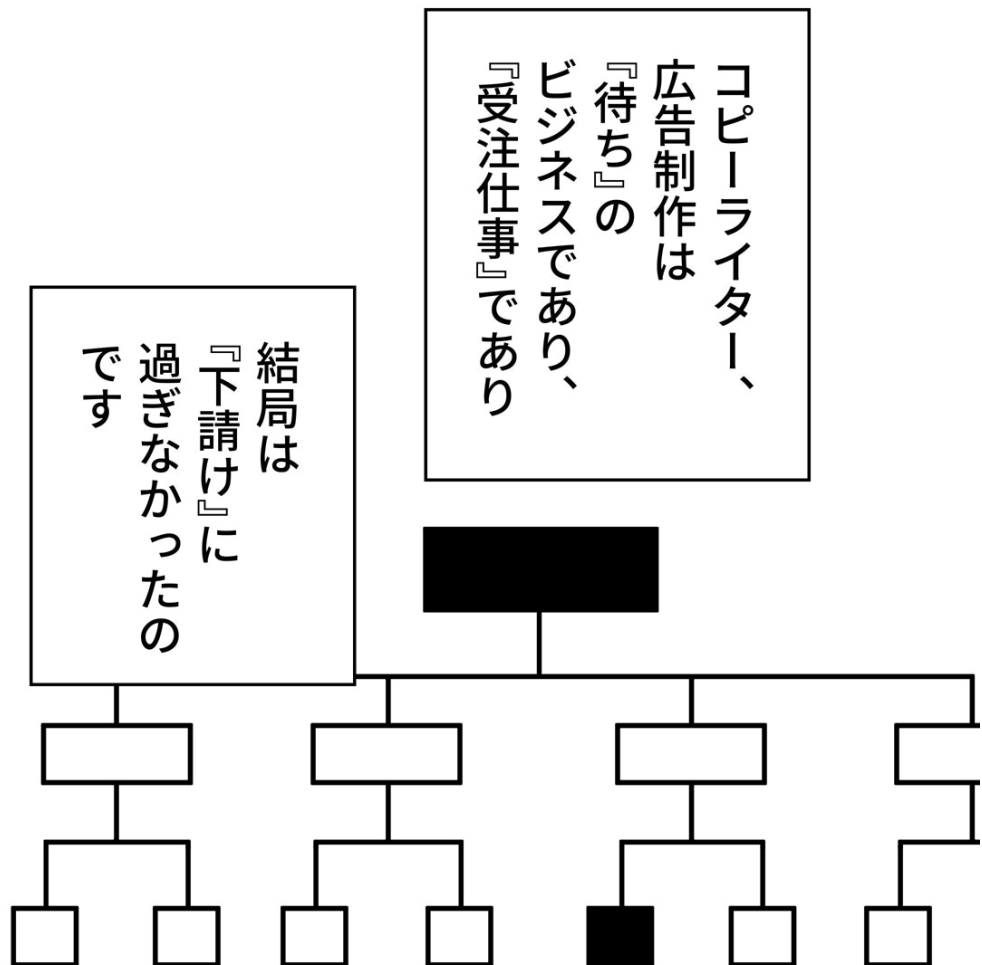 コピーライター、
広告制作は
『待ち』の
ビジネスであり、
『受注仕事』であり
結局は
『下請け』に
過ぎなかったの
です